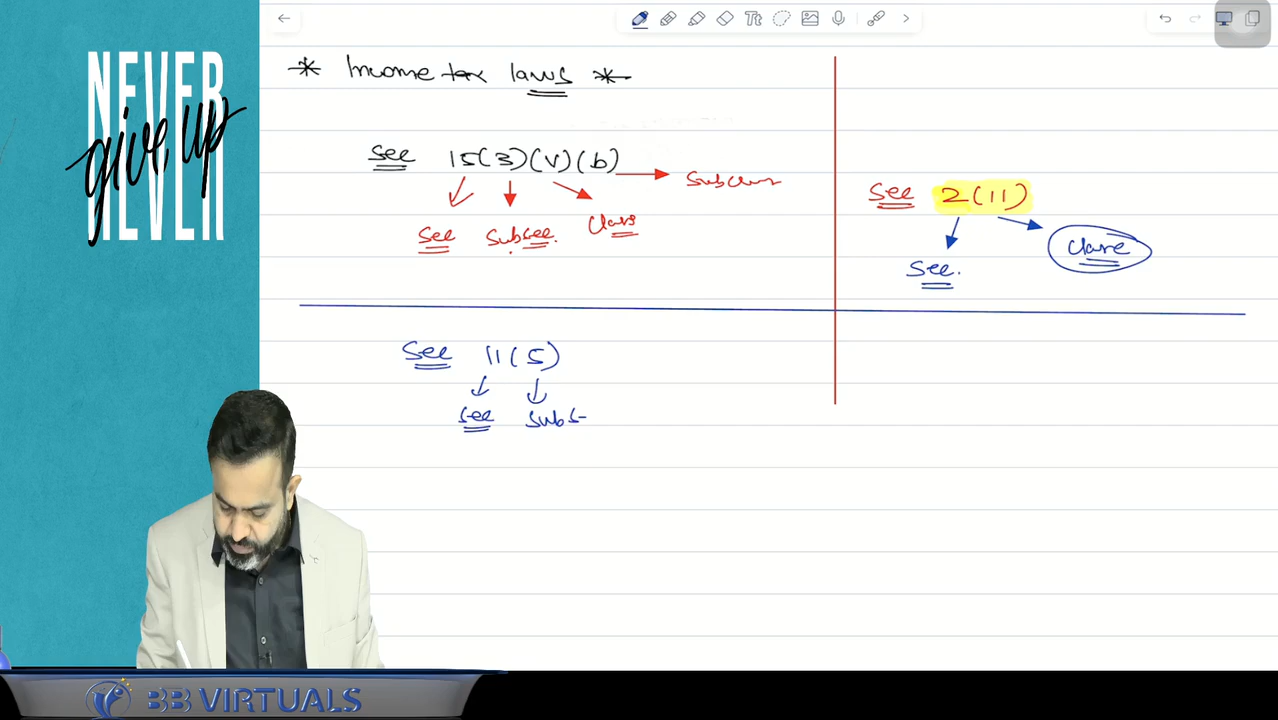 NEVER
give up
NEVER
* Income tax laws *
Sec 15(3)(v)(b)
Subclause
Sec Subsec. Clause
Sec 2(11)
Sec. Clause
Sec 11(5)
Sec Subs
BB VIRTUALS